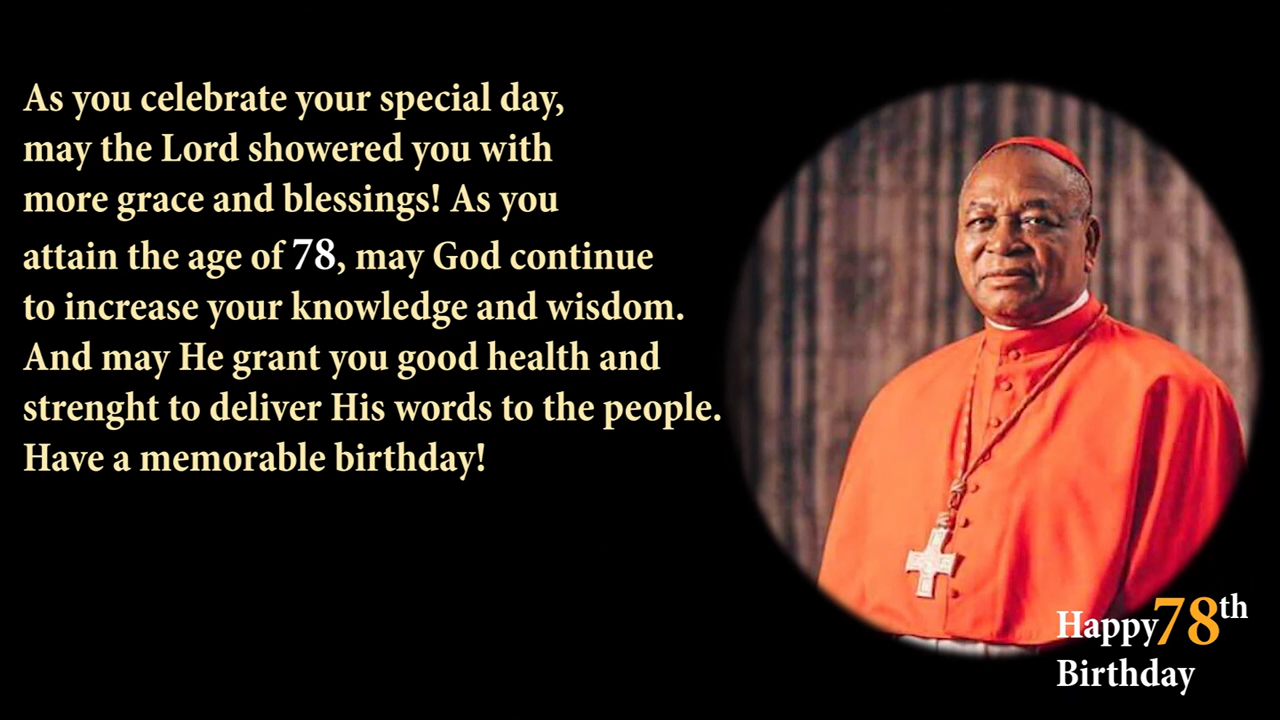 As you celebrate your special day,
may the Lord showered you with
more grace and blessings! As you
attain the age of 78, may God continue
to increase your knowledge and wisdom.
And may He grant you good health and
strenght to deliver His words to the people.
Have a memorable birthday!
Happy 78th
Birthday